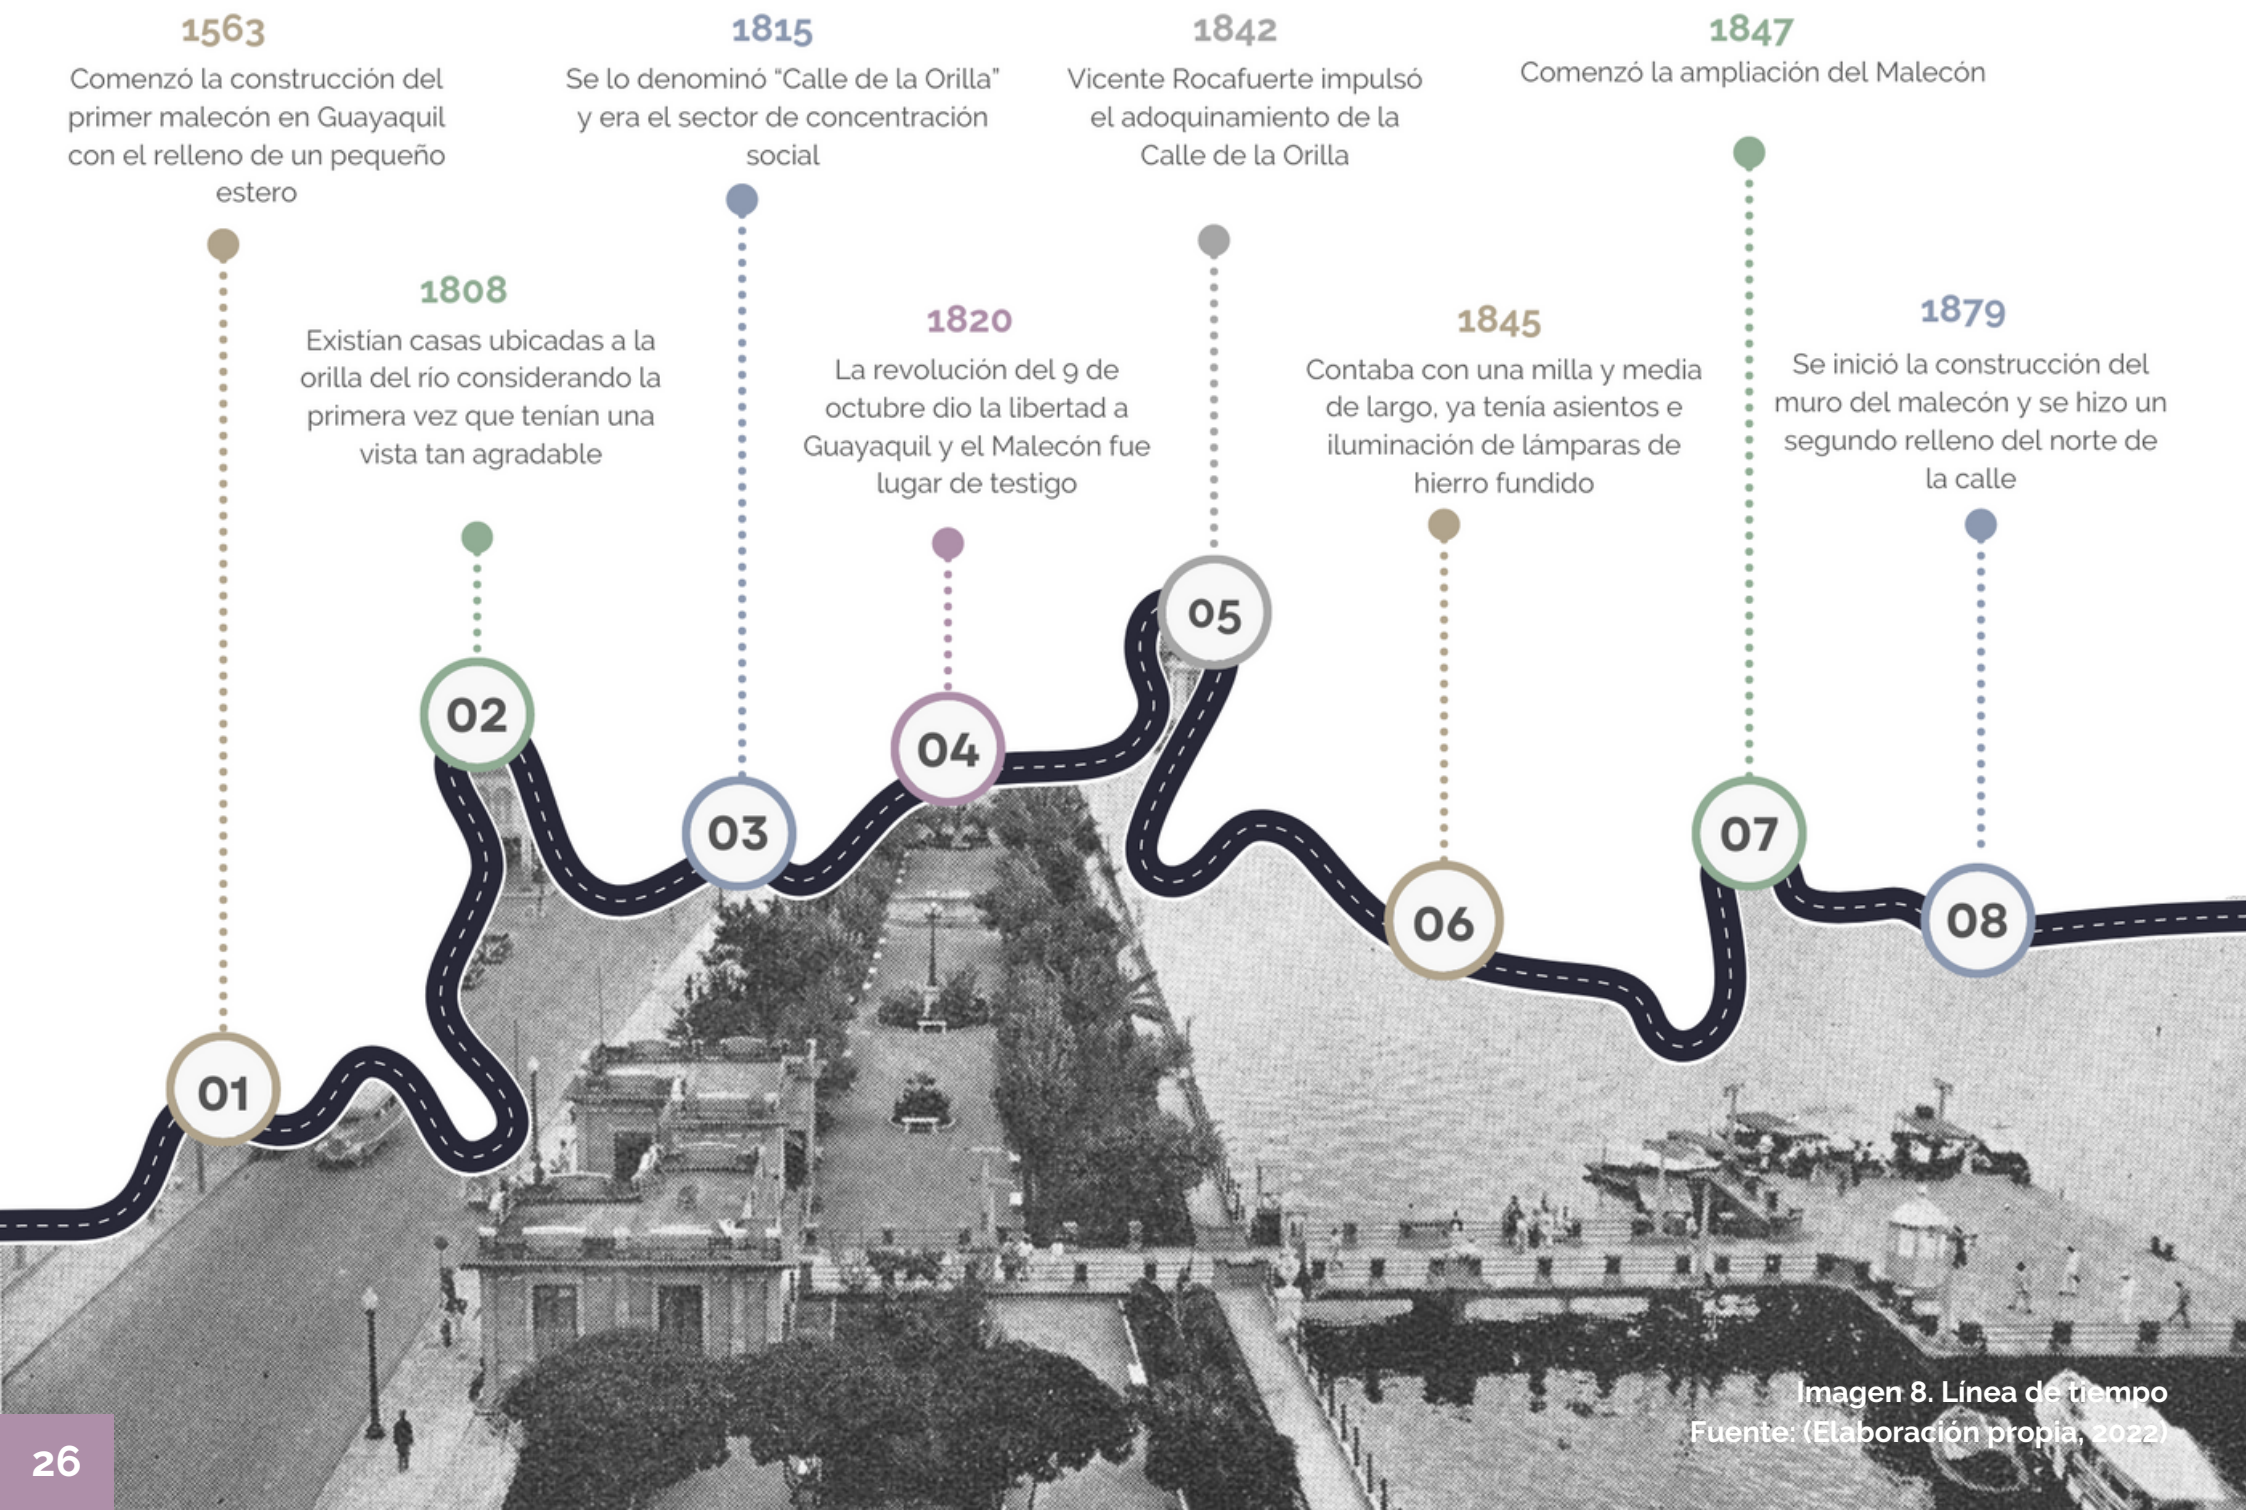 1563
Comenzó la construcción del
primer malecón en Guayaquil
con el relleno de un pequeño
estero
1808
Existían casas ubicadas a la
orilla del río considerando la
primera vez que tenían una
vista tan agradable
1815
Se lo denominó “Calle de la Orilla”
y era el sector de concentración
social
1820
La revolución del 9 de
octubre dio la libertad a
Guayaquil y el Malecón fue
lugar de testigo
1842
Vicente Rocafuerte impulsó
el adoquinamiento de la
Calle de la Orilla
1845
Contaba con una milla y media
de largo, ya tenía asientos e
iluminación de lámparas de
hierro fundido
1847
Comenzó la ampliación del Malecón
1879
Se inició la construcción del
muro del malecón y se hizo un
segundo relleno del norte de
la calle
01
02
03
04
05
06
07
08
Imagen 8. Línea de tiempo
Fuente: (Elaboración propia, 2022)
26